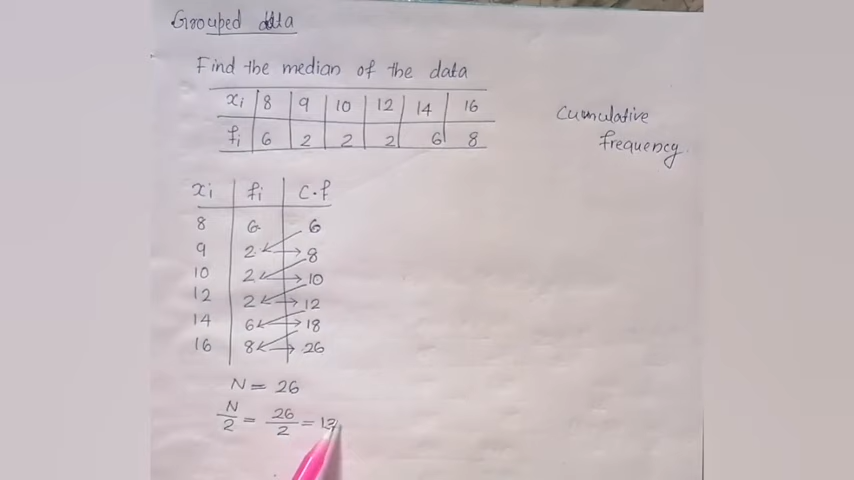 Grouped data
Find the median of the data
xi 8 9 10 12 14 16
fi 6 2 2 2 6 8
Cumulative
frequency
xi fi C.f
8 6 6
9 2 8
10 2 10
12 2 12
14 6 18
16 8 26
N = 26
N/2 = 26/2 = 13